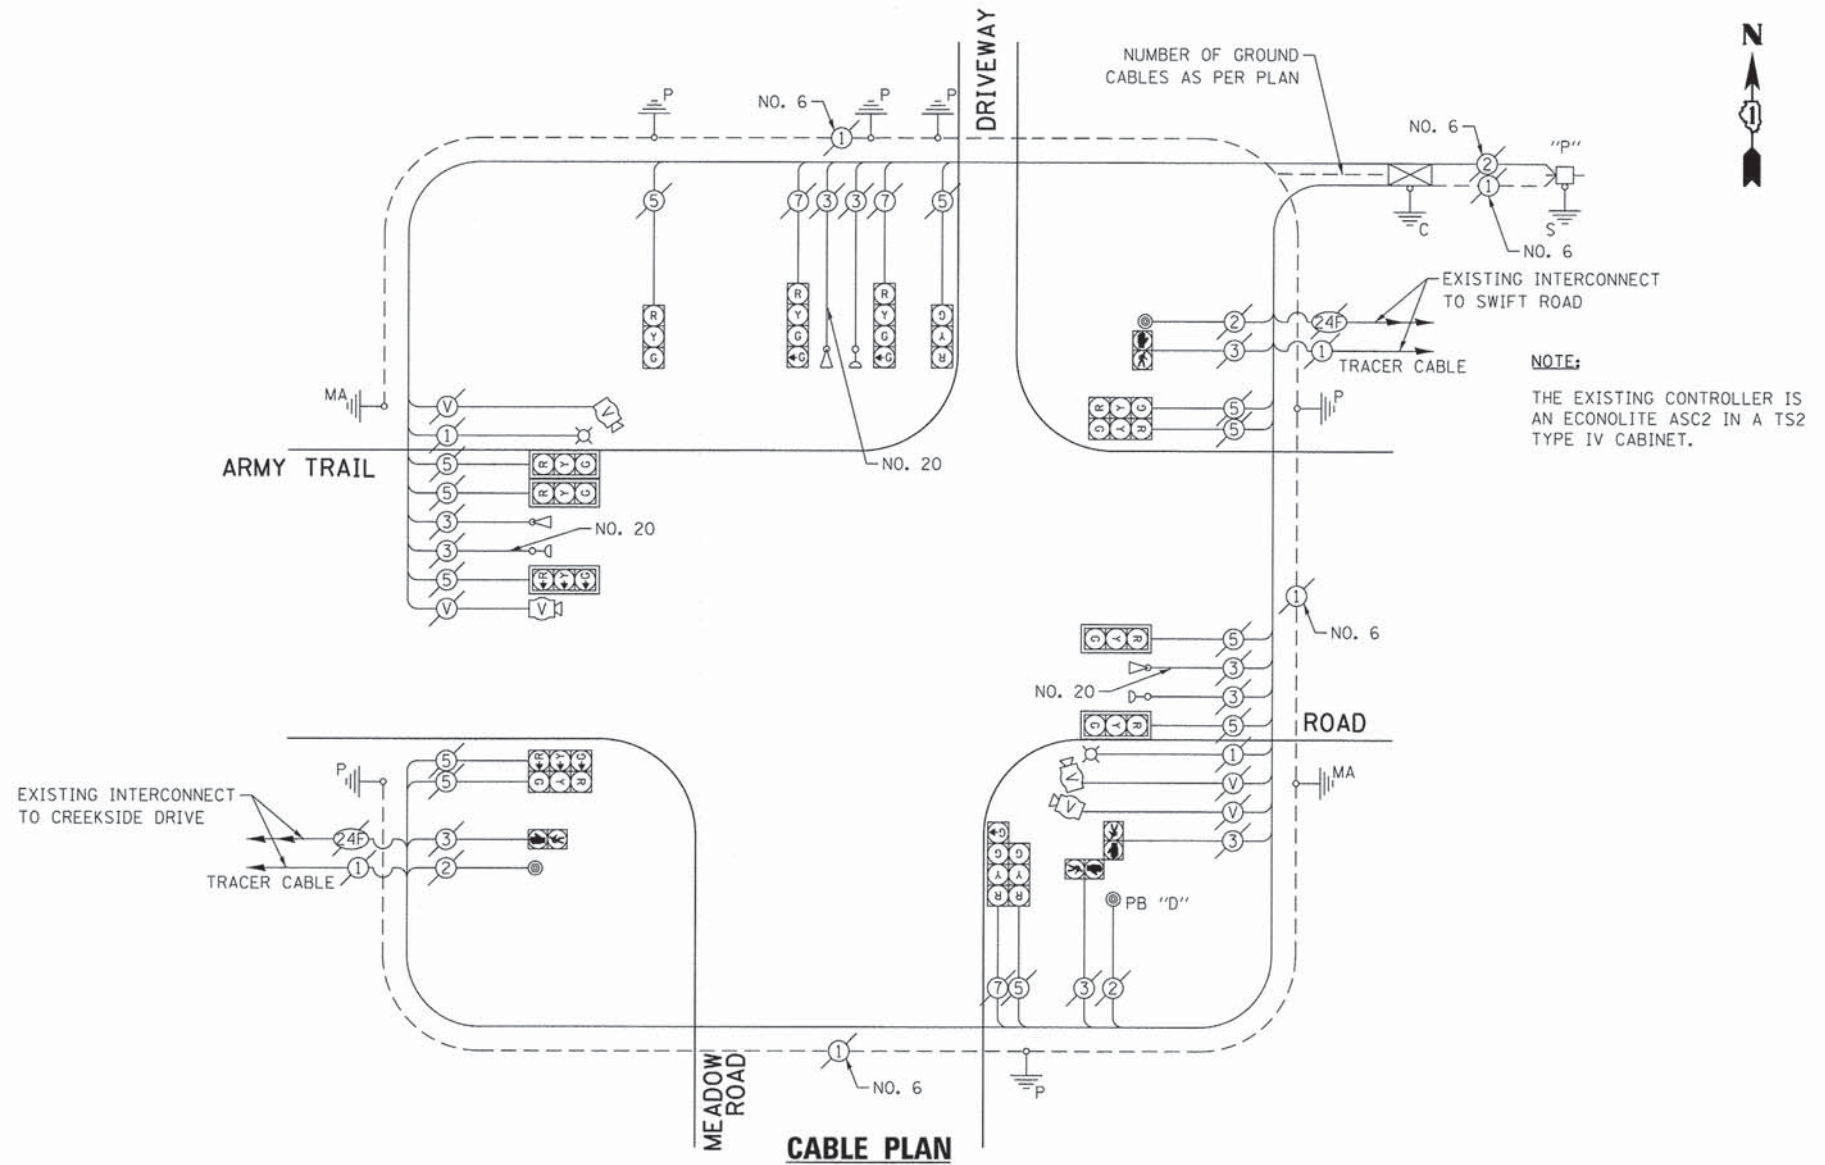 DRIVEWAY
N
1
NUMBER OF GROUND
CABLES AS PER PLAN
NO. 6
P
P
P
1
NO. 6
2
"P"
1
C
S
NO. 6
5
7
3
3
7
5
R
Y
G
R
Y
G
G
R
Y
G
G
G
Y
R
EXISTING INTERCONNECT
TO SWIFT ROAD
2
24F
3
1
TRACER CABLE
NOTE:
THE EXISTING CONTROLLER IS
AN ECONOLITE ASC2 IN A TS2
TYPE IV CABINET.
MA
V
V
1
R Y G
5
P
G Y R
5
ARMY TRAIL
5
R Y G
NO. 20
5
R Y G
3
NO. 20
3
5
R Y G
V
V
1
NO. 6
G Y R
5
3
NO. 20
3
G Y R
5
ROAD
1
V
V
MA
V
V
3
P
5
R Y G
5
G Y R
EXISTING INTERCONNECT
TO CREEKSIDE DRIVE
24F
3
TRACER CABLE
1
2
G
G
Y
R
G
Y
R
PB "D"
7
5
3
2
1
NO. 6
P
MEADOW
ROAD
CABLE PLAN